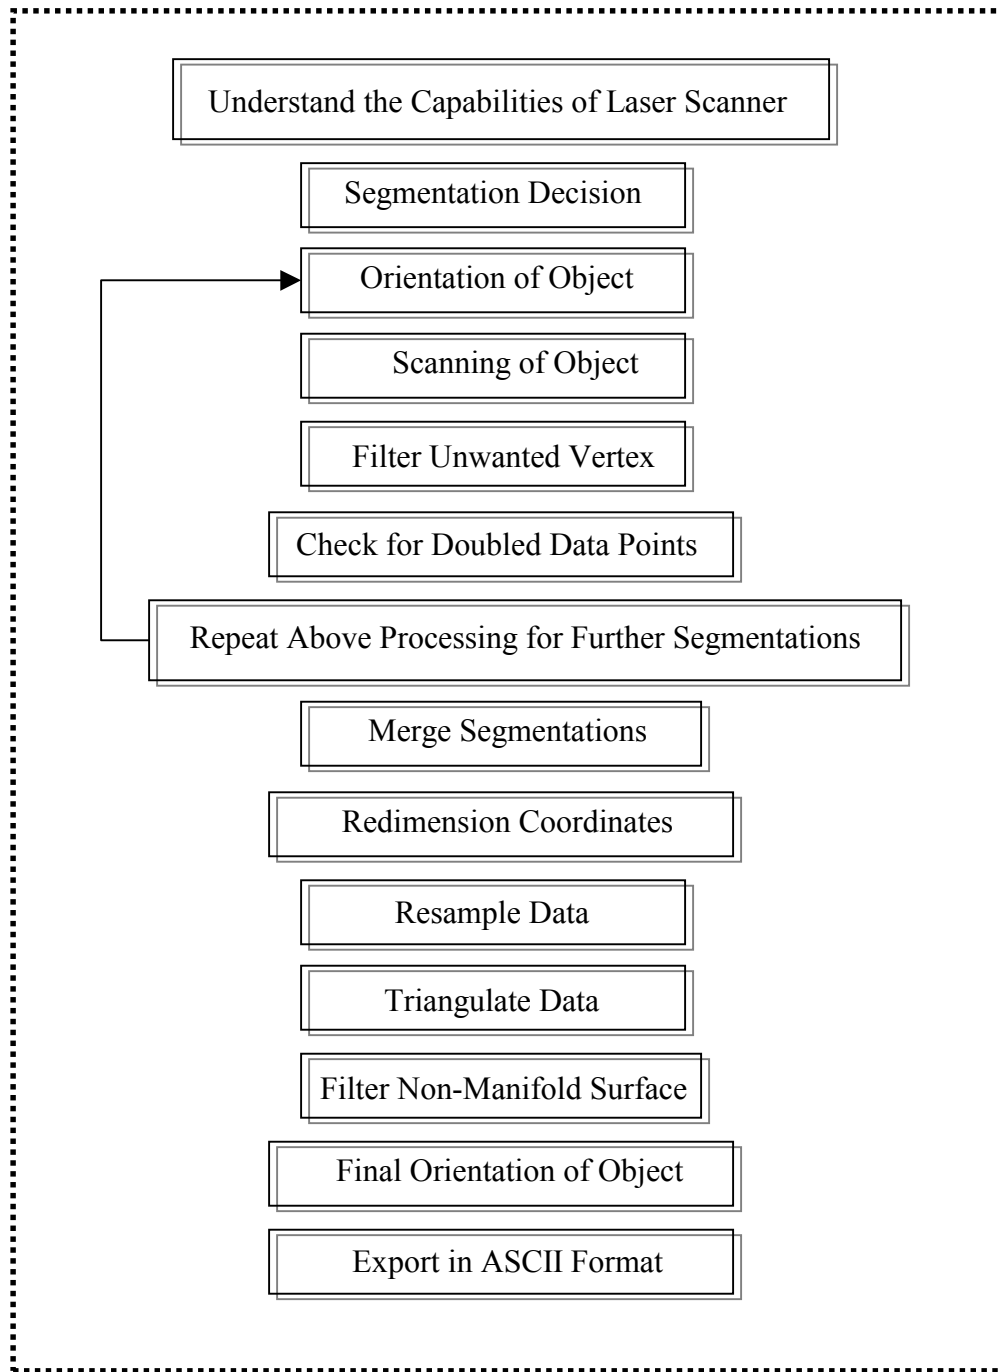 Understand the Capabilities of Laser Scanner
Segmentation Decision
Orientation of Object
Scanning of Object
Filter Unwanted Vertex
Check for Doubled Data Points
Repeat Above Processing for Further Segmentations
Merge Segmentations
Redimension Coordinates
Resample Data
Triangulate Data
Filter Non-Manifold Surface
Final Orientation of Object
Export in ASCII Format